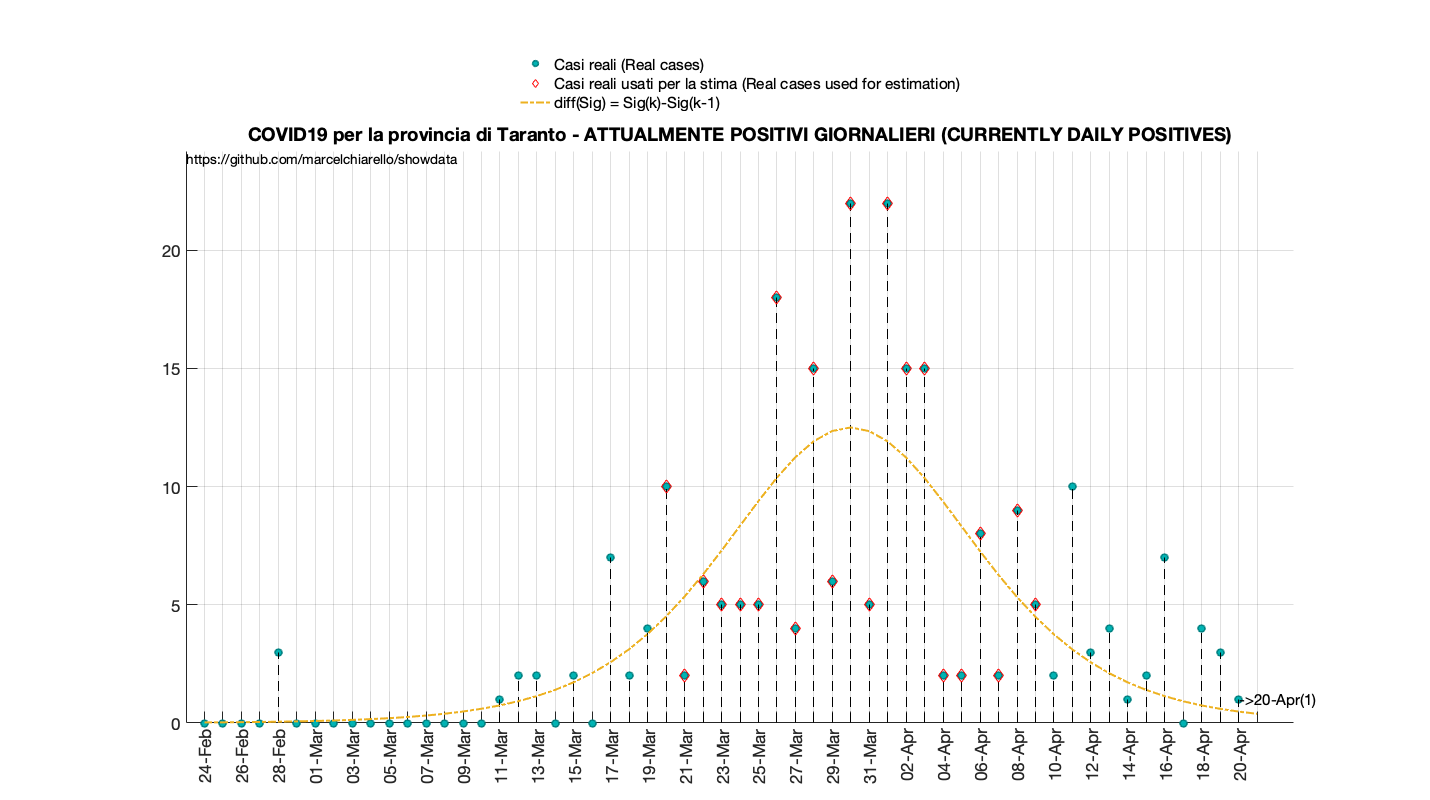 Casi reali (Real cases)
Casi reali usati per la stima (Real cases used for estimation)
diff(Sig) = Sig(k)-Sig(k-1)
COVID19 per la provincia di Taranto - ATTUALMENTE POSITIVI GIORNALIERI (CURRENTLY DAILY POSITIVES)
https://github.com/marcelchiarello/showdata
20
15
10
5
0
>20-Apr(1)
24-Feb
26-Feb
28-Feb
01-Mar
03-Mar
05-Mar
07-Mar
09-Mar
11-Mar
13-Mar
15-Mar
17-Mar
19-Mar
21-Mar
23-Mar
25-Mar
27-Mar
29-Mar
31-Mar
02-Apr
04-Apr
06-Apr
08-Apr
10-Apr
12-Apr
14-Apr
16-Apr
18-Apr
20-Apr